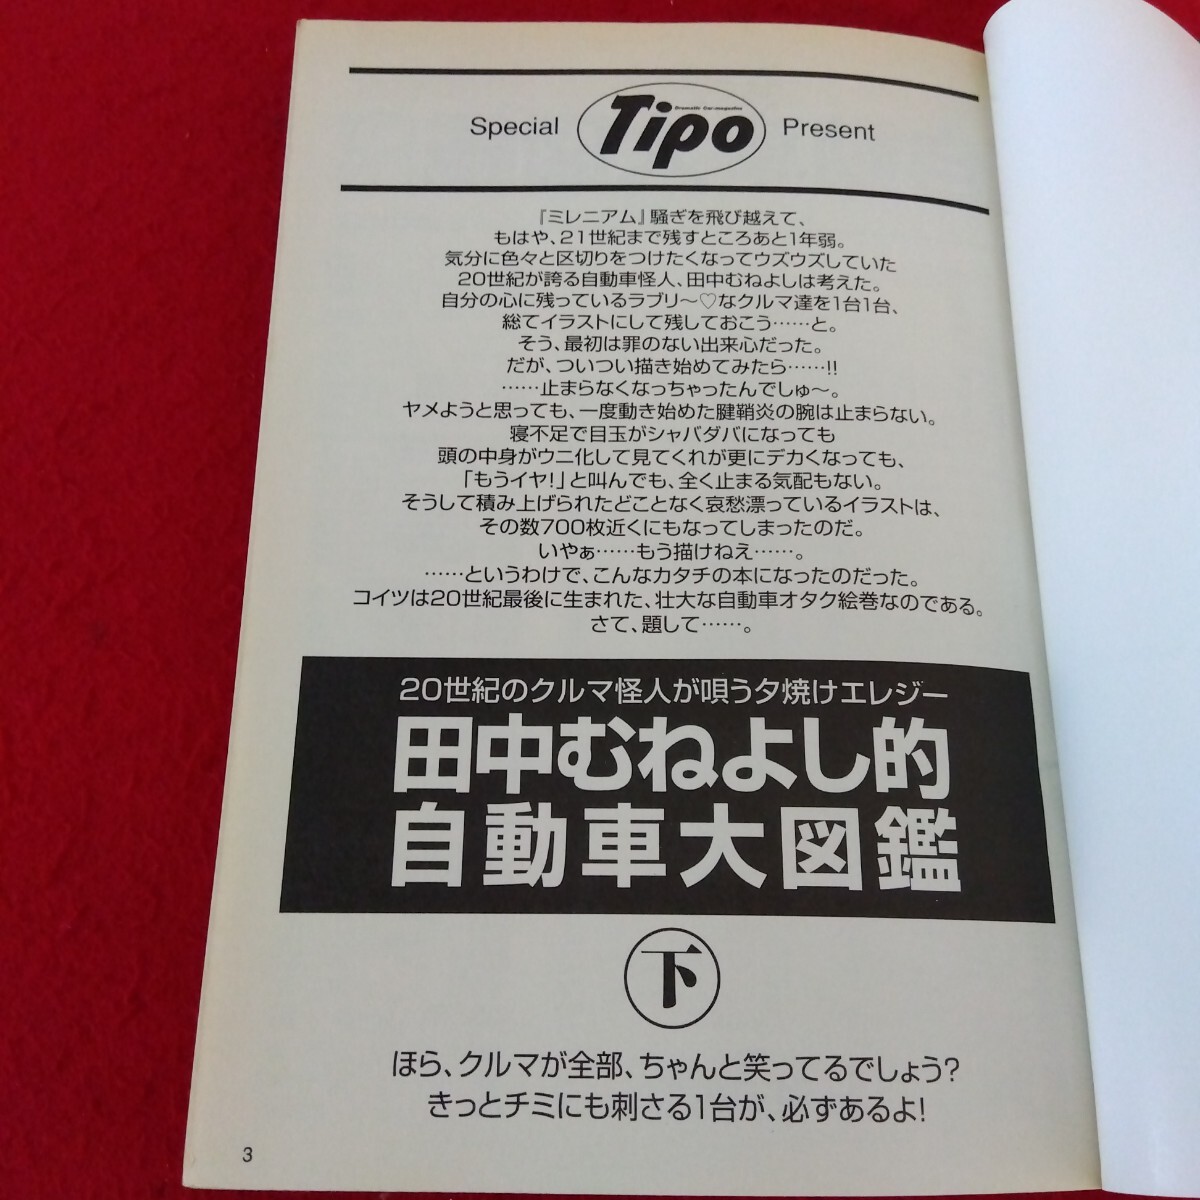 Dramatic Car-magazine
Special Tipo Present
『ミレニアム』騒ぎを飛び越えて、
もはや、21世紀まで残すところあと1年弱。
気分に色々と区切りをつけたくなってウズウズしていた
20世紀が誇る自動車怪人、田中むねよしは考えた。
自分の心に残っているラブリ〜♡なクルマ達を1台1台、
総てイラストにして残しておこう……と。
そう、最初は罪のない出来心だった。
だが、ついつい描き始めてみたら……!!
……止まらなくなっちゃったんでしゅ〜。
ヤメようと思っても、一度動き始めた腱鞘炎の腕は止まらない。
寝不足で目玉がシャバダバになっても
頭の中身がウニ化して見てくれが更にデカくなっても、
「もうイヤ!」と叫んでも、全く止まる気配もない。
そうして積み上げられたどことなく哀愁漂っているイラストは、
その数700枚近くにもなってしまったのだ。
いやぁ……もう描けねえ……。
……というわけで、こんなカタチの本になったのだった。
コイツは20世紀最後に生まれた、壮大な自動車オタク絵巻なのである。
さて、題して……。
20世紀のクルマ怪人が唄う夕焼けエレジー
田中むねよし的
自動車大図鑑
下
ほら、クルマが全部、ちゃんと笑ってるでしょう?
きっとチミにも刺さる1台が、必ずあるよ!
3